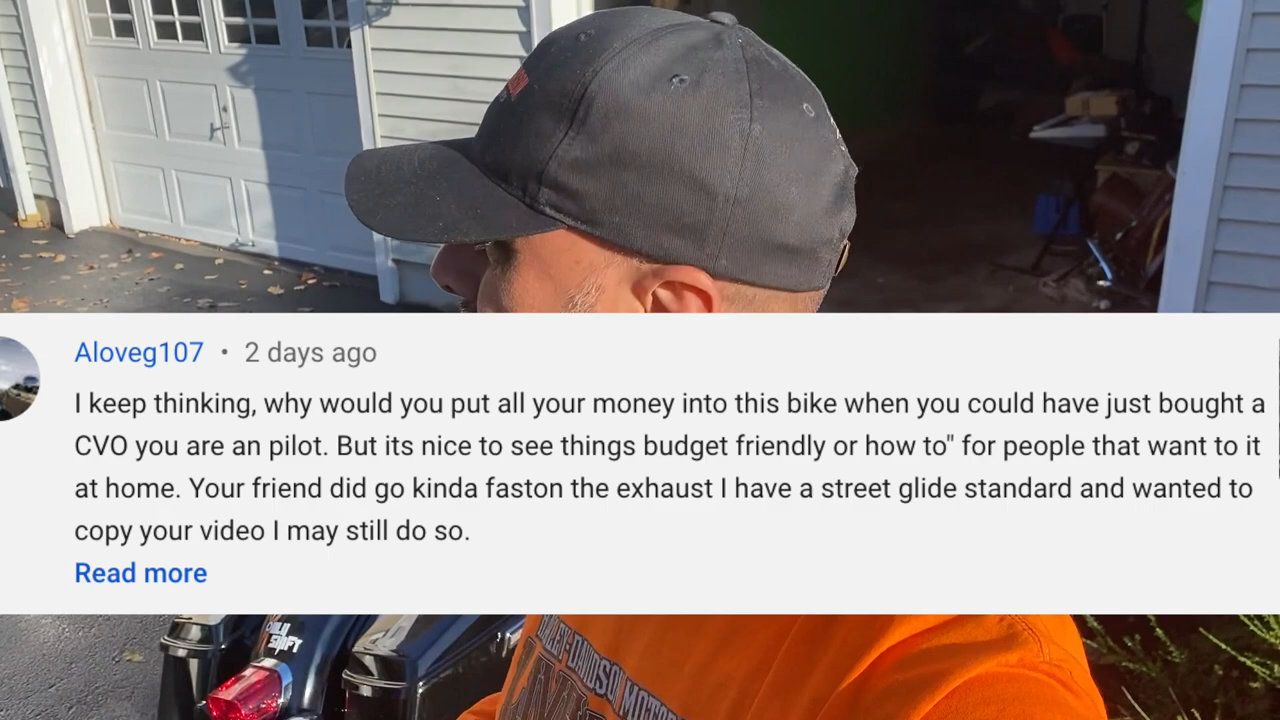 Aloveg107 • 2 days ago
I keep thinking, why would you put all your money into this bike when you could have just bought a
CVO you are an pilot. But its nice to see things budget friendly or how to" for people that want to it
at home. Your friend did go kinda faston the exhaust I have a street glide standard and wanted to
copy your video I may still do so.
Read more
HARLEY-DAVIDSON MOTOR